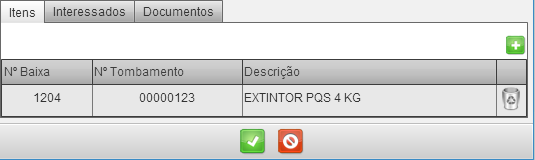 Itens Interessados Documentos
Nº Baixa Nº Tombamento Descrição
1204 00000123 EXTINTOR PQS 4 KG